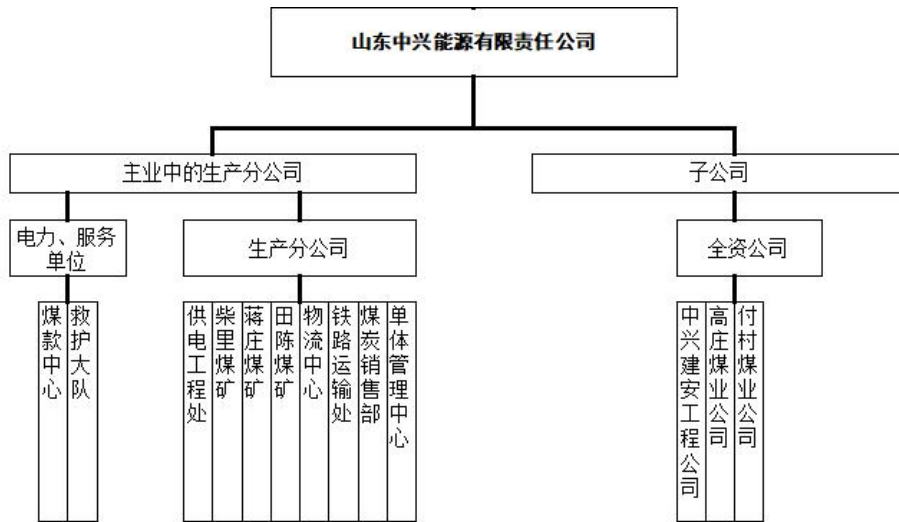 山东中兴能源有限责任公司
主业中的生产分公司
子公司
电力、服务
单位
生产分公司
全资公司
煤款中心
救护大队
供电工程处
柴里煤矿
蒋庄煤矿
田陈煤矿
物流中心
铁路运输处
煤炭销售部
单体管理中心
中兴建安工程公司
高庄煤业公司
付村煤业公司